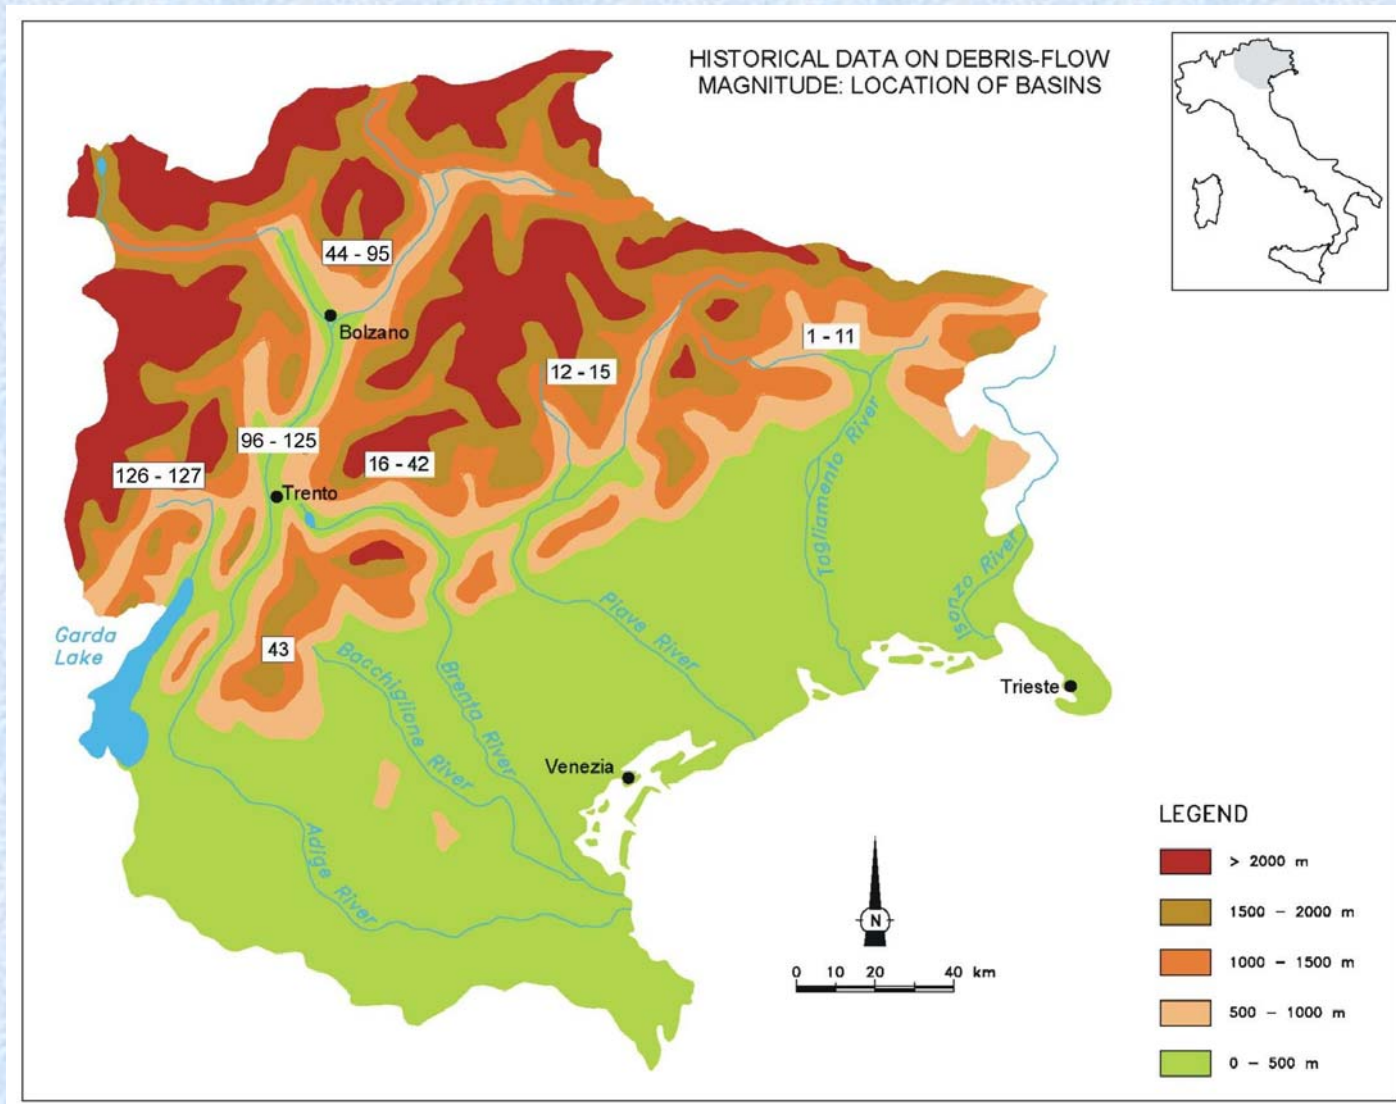 HISTORICAL DATA ON DEBRIS-FLOW
MAGNITUDE: LOCATION OF BASINS
44 - 95
Bolzano
1 - 11
12 - 15
96 - 125
16 - 42
126 - 127
Trento
Tagliamento River
Isonzo River
Piave River
Garda
Lake
43
Bacchiglione River
Brenta River
Trieste
Venezia
Adige River
N
0 10 20 40 km
LEGEND
> 2000 m
1500 - 2000 m
1000 - 1500 m
500 - 1000 m
0 - 500 m